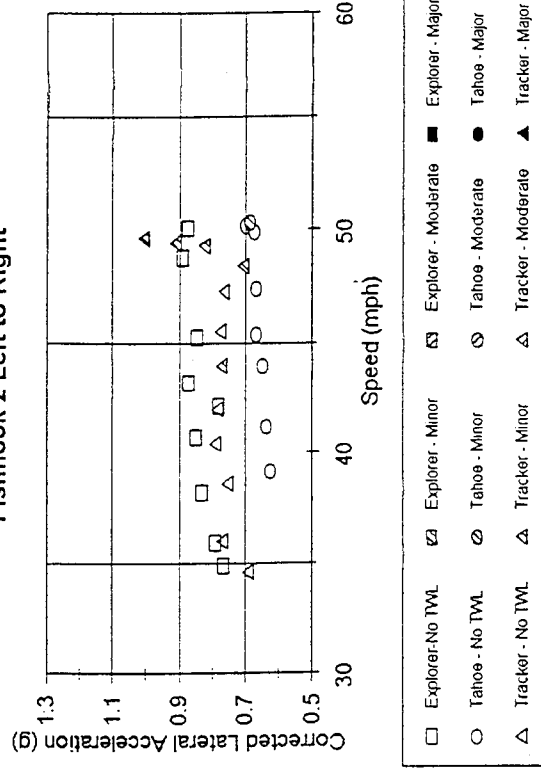 Fishhook 2 Left to Right
Corrected Lateral Acceleration (g)
1.3
1.1
0.9
0.7
0.5
30
40
50
60
Speed (mph)
Explorer-No TWL
Explorer - Minor
Explorer - Moderate
Explorer - Major
Tahoe - No TWL
Tahoe - Minor
Tahoe - Moderate
Tahoe - Major
Tracker - No TWL
Tracker - Minor
Tracker - Moderate
Tracker - Major